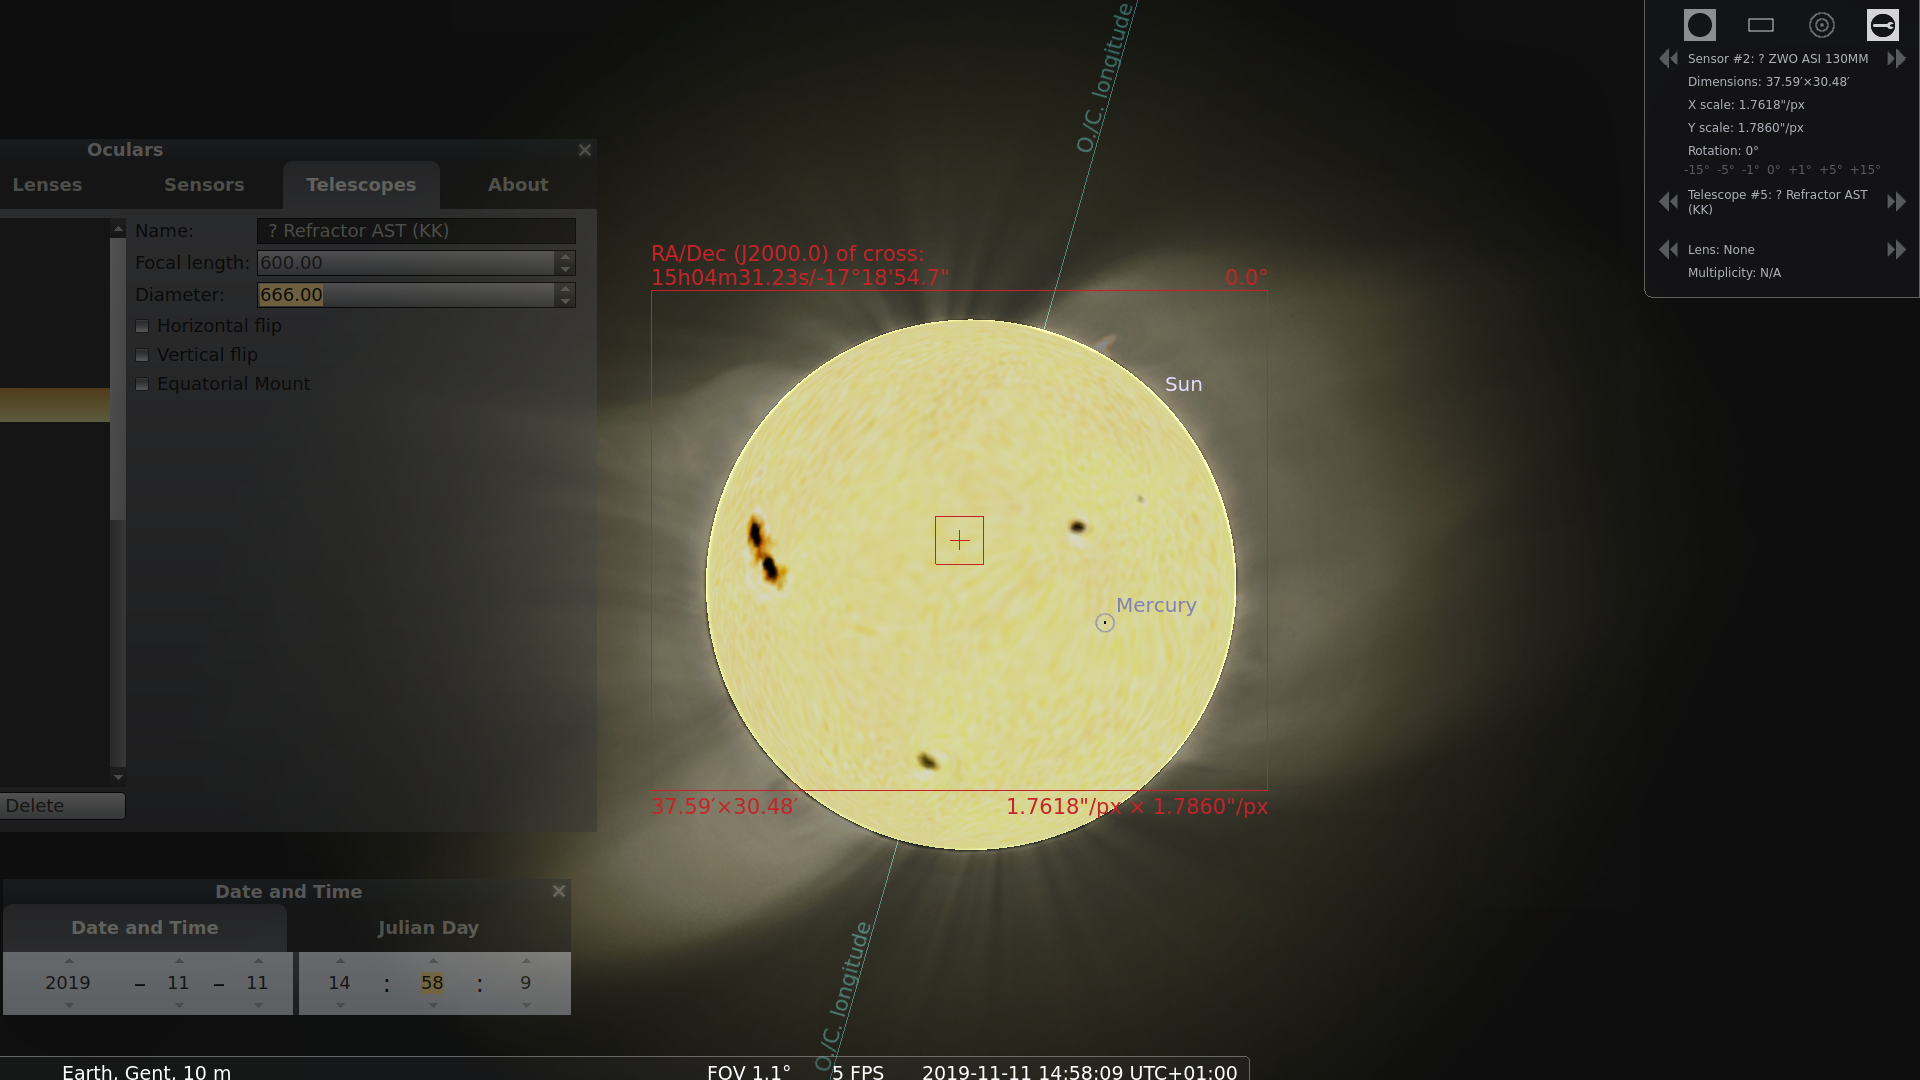 O./C. longitude
Sensor #2: ? ZWO ASI 130MM
Dimensions: 37.59′×30.48′
X scale: 1.7618"/px
Y scale: 1.7860"/px
Rotation: 0°
-15° -5° -1° 0° +1° +5° +15°
Telescope #5: ? Refractor AST
(KK)
Lens: None
Multiplicity: N/A
Oculars
Lenses Sensors Telescopes About
Name: ? Refractor AST (KK)
Focal length: 600.00
Diameter: 666.00
Horizontal flip
Vertical flip
Equatorial Mount
Delete
RA/Dec (J2000.0) of cross:
15h04m31.23s/-17°18'54.7" 0.0°
Sun
Mercury
37.59′×30.48′ 1.7618"/px × 1.7860"/px
Date and Time
Date and Time Julian Day
2019 – 11 – 11 14 : 58 : 9
O./C. longitude
Earth, Gent, 10 m FOV 1.1° 5 FPS 2019-11-11 14:58:09 UTC+01:00